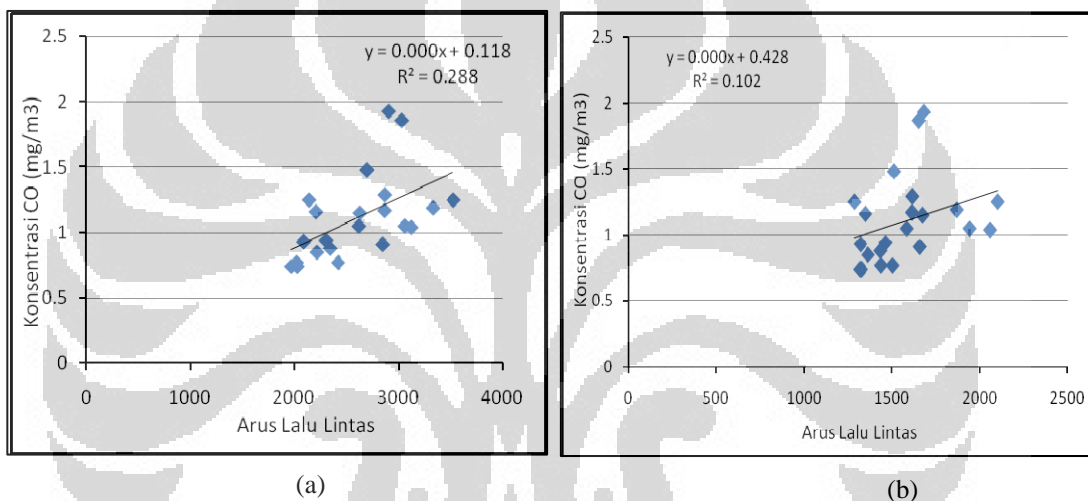 y = 0.000x + 0.118
R² = 0.288
Konsentrasi CO (mg/m3)
2.5
2
1.5
1
0.5
0
0
1000
2000
3000
4000
Arus Lalu Lintas
(a)
y = 0.000x + 0.428
R² = 0.102
Konsentrasi CO (mg/m3)
2.5
2
1.5
1
0.5
0
0
500
1000
1500
2000
2500
Arus Lalu Lintas
(b)